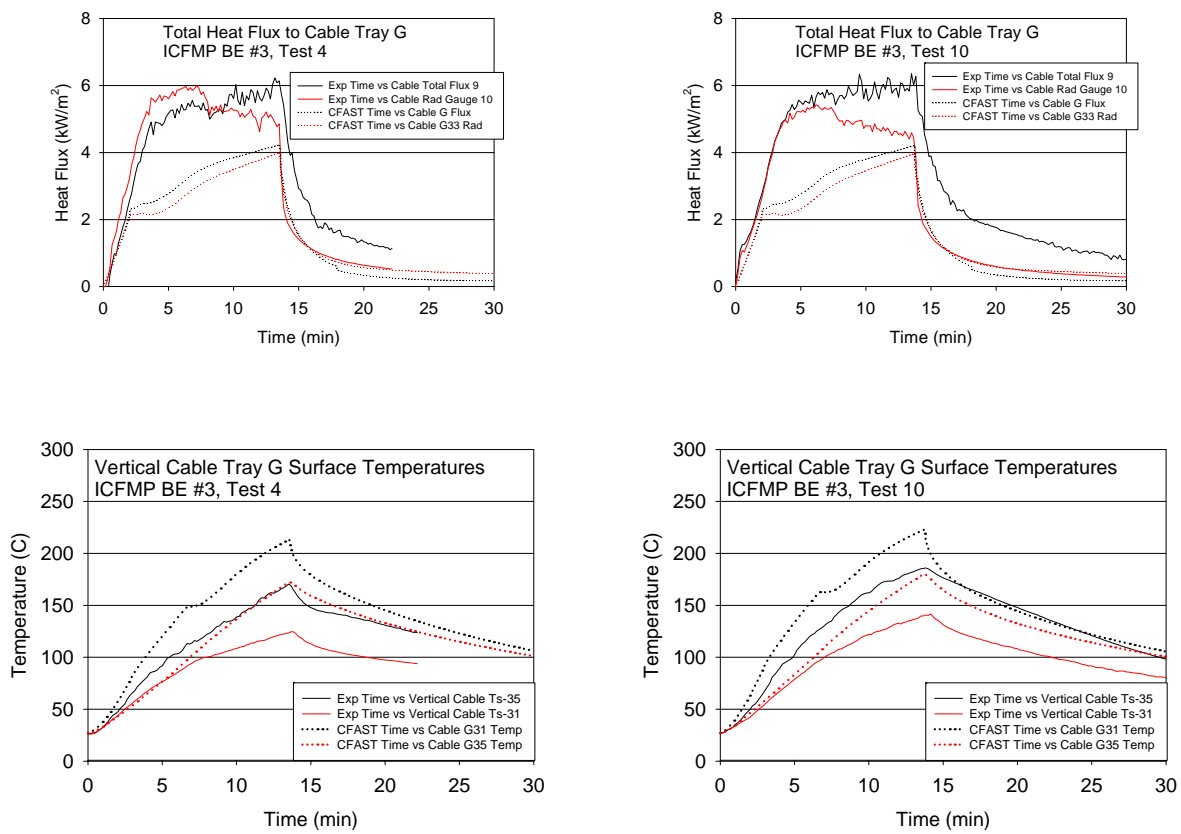 Total Heat Flux to Cable Tray G
ICFMP BE #3, Test 4
Exp Time vs Cable Total Flux 9
Exp Time vs Cable Rad Gauge 10
CFAST Time vs Cable G Flux
CFAST Time vs Cable G33 Rad
Heat Flux (kW/m²)
8
6
4
2
0
0 5 10 15 20 25 30
Time (min)
Total Heat Flux to Cable Tray G
ICFMP BE #3, Test 10
Exp Time vs Cable Total Flux 9
Exp Time vs Cable Rad Gauge 10
CFAST Time vs Cable G Flux
CFAST Time vs Cable G33 Rad
Heat Flux (kW/m²)
8
6
4
2
0
0 5 10 15 20 25 30
Time (min)
Vertical Cable Tray G Surface Temperatures
ICFMP BE #3, Test 4
Temperature (C)
300
250
200
150
100
50
0
Exp Time vs Vertical Cable Ts-35
Exp Time vs Vertical Cable Ts-31
CFAST Time vs Cable G31 Temp
CFAST Time vs Cable G35 Temp
0 5 10 15 20 25 30
Time (min)
Vertical Cable Tray G Surface Temperatures
ICFMP BE #3, Test 10
Temperature (C)
300
250
200
150
100
50
0
Exp Time vs Vertical Cable Ts-35
Exp Time vs Vertical Cable Ts-31
CFAST Time vs Cable G31 Temp
CFAST Time vs Cable G35 Temp
0 5 10 15 20 25 30
Time (min)